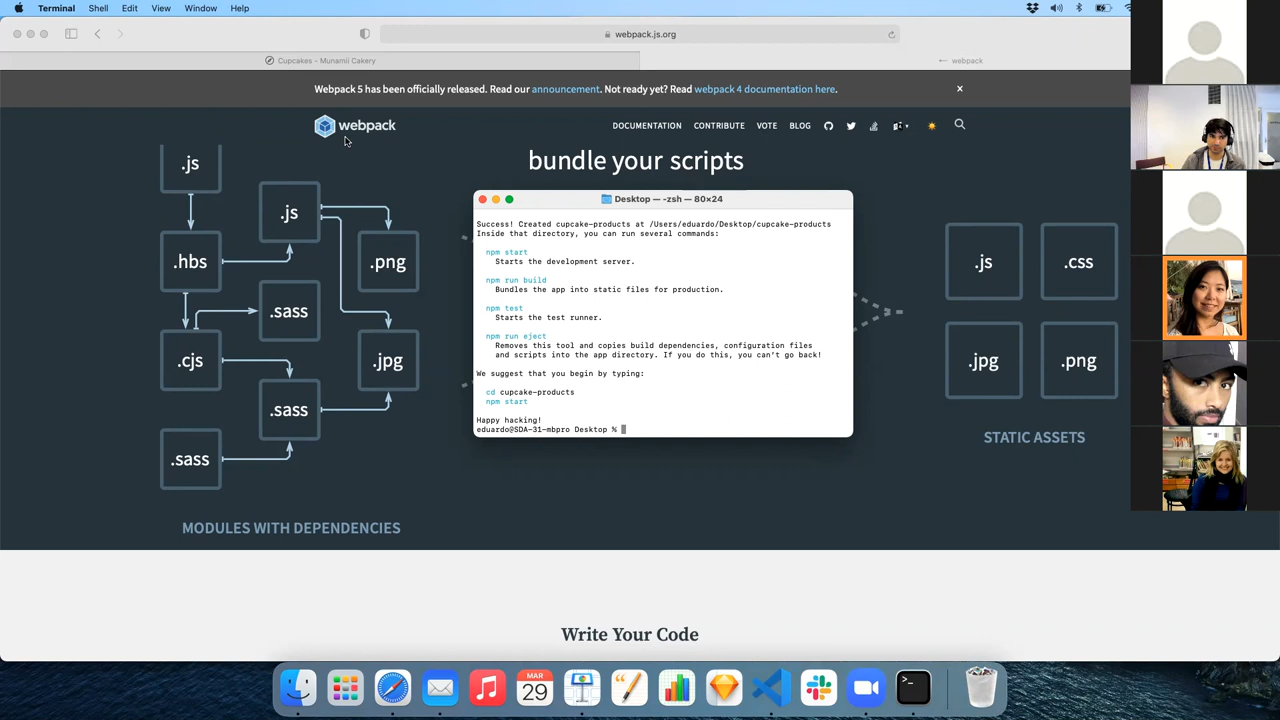 Terminal Shell Edit View Window Help
webpack.js.org
Cupcakes – Munamii Cakery
webpack
Webpack 5 has been officially released. Read our announcement. Not ready yet? Read webpack 4 documentation here.
×
webpack
DOCUMENTATION CONTRIBUTE VOTE BLOG
bundle your scripts
.js
.js
.hbs
.png
.sass
.cjs
.jpg
.sass
.sass
MODULES WITH DEPENDENCIES
Desktop — -zsh — 80×24
Success! Created cupcake-products at /Users/eduardo/Desktop/cupcake-products
Inside that directory, you can run several commands:
npm start
Starts the development server.
npm run build
Bundles the app into static files for production.
npm test
Starts the test runner.
npm run eject
Removes this tool and copies build dependencies, configuration files
and scripts into the app directory. If you do this, you can't go back!
We suggest that you begin by typing:
cd cupcake-products
npm start
Happy hacking!
eduardo@SDA-31-mbpro Desktop %
.js
.css
.jpg
.png
STATIC ASSETS
Write Your Code
MAR
29
>_